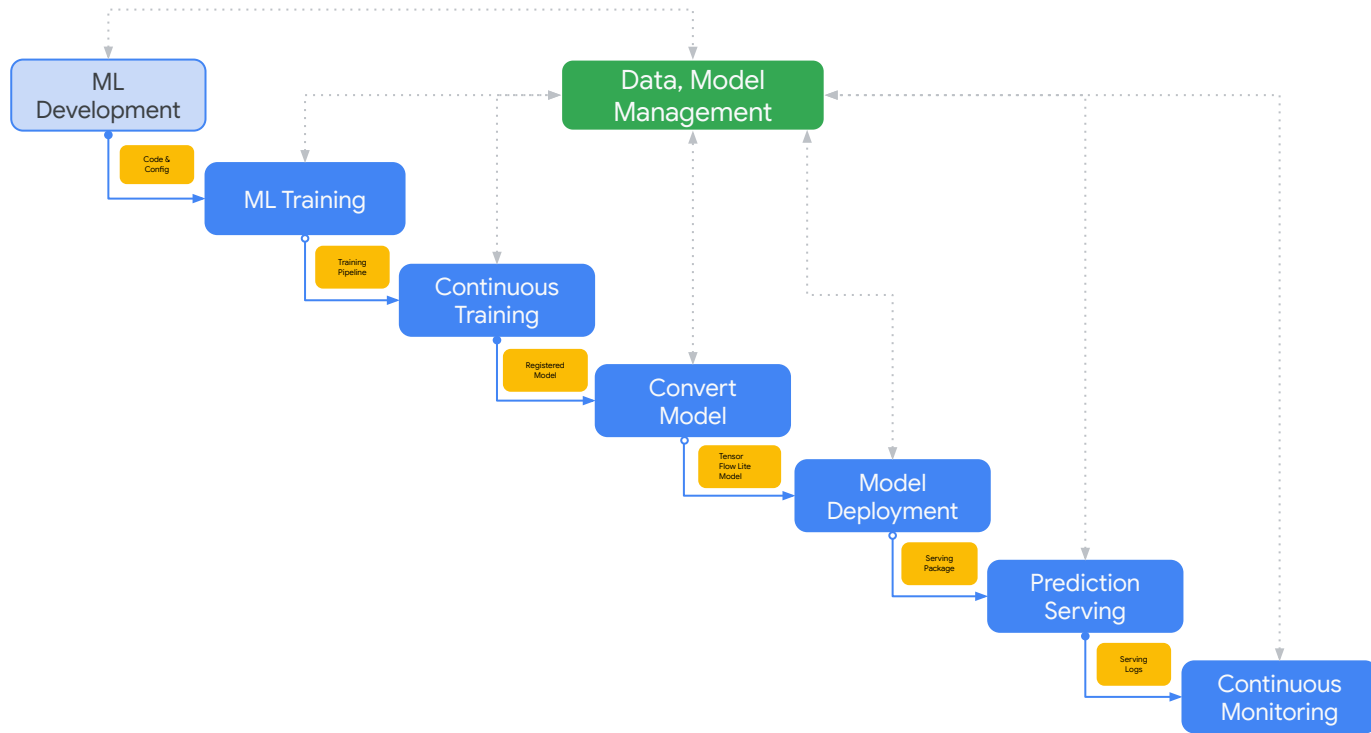 ML
Development
Data, Model
Management
Code &
Config
ML Training
Training
Pipeline
Continuous
Training
Registered
Model
Convert
Model
Tensor
Flow Lite
Model
Model
Deployment
Serving
Package
Prediction
Serving
Serving
Logs
Continuous
Monitoring